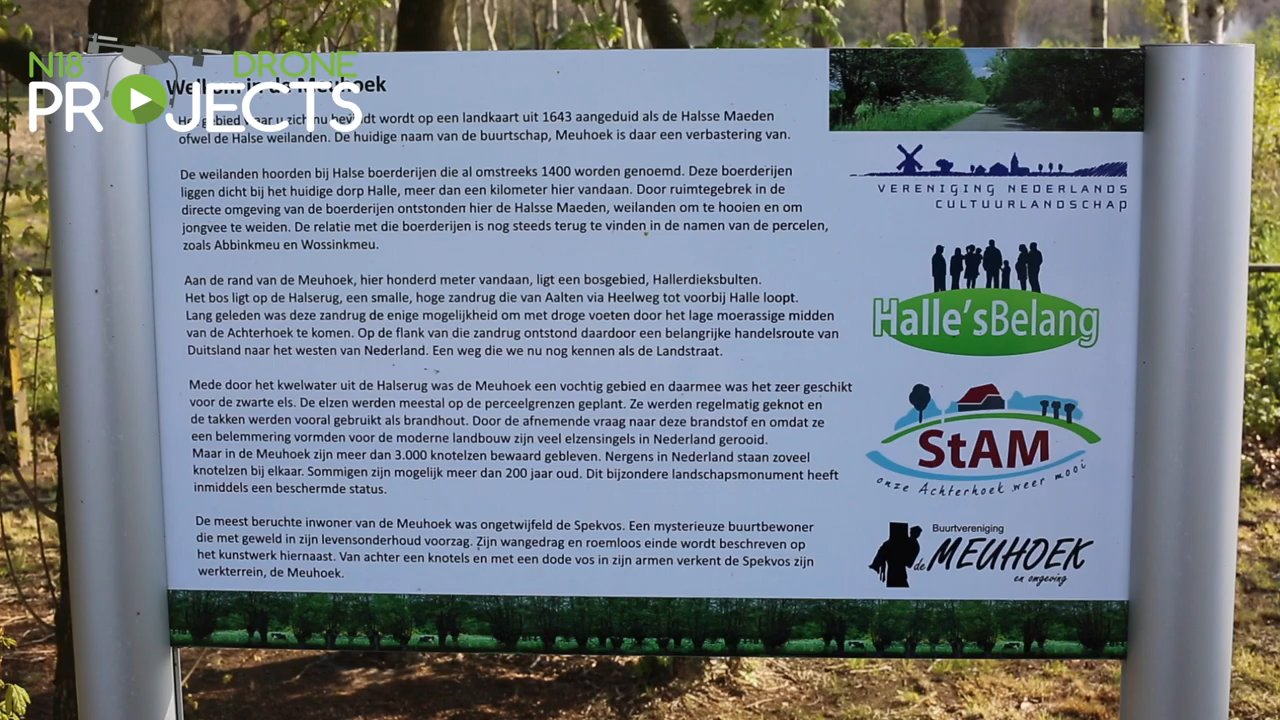 N18 DRONE
PROJECTS
Welkom in de Meuhoek
Het gebied waar u zich nu bevindt wordt op een landkaart uit 1643 aangeduid als de Halsse Maeden
ofwel de Halse weilanden. De huidige naam van de buurtschap, Meuhoek is daar een verbastering van.
De weilanden hoorden bij Halse boerderijen die al omstreeks 1400 worden genoemd. Deze boerderijen
liggen dicht bij het huidige dorp Halle, meer dan een kilometer hier vandaan. Door ruimtegebrek in de
directe omgeving van de boerderijen ontstonden hier de Halsse Maeden, weilanden om te hooien en om
jongvee te weiden. De relatie met die boerderijen is nog steeds terug te vinden in de namen van de percelen,
zoals Abbinkmeu en Wossinkmeu.
Aan de rand van de Meuhoek, hier honderd meter vandaan, ligt een bosgebied, Hallerdieksbulten.
Het bos ligt op de Halserug, een smalle, hoge zandrug die van Aalten via Heelweg tot voorbij Halle loopt.
Lang geleden was deze zandrug de enige mogelijkheid om met droge voeten door het lage moerassige midden
van de Achterhoek te komen. Op de flank van die zandrug ontstond daardoor een belangrijke handelsroute van
Duitsland naar het westen van Nederland. Een weg die we nu nog kennen als de Landstraat.
Mede door het kwelwater uit de Halserug was de Meuhoek een vochtig gebied en daarmee was het zeer geschikt
voor de zwarte els. De elzen werden meestal op de perceelgrenzen geplant. Ze werden regelmatig geknot en
de takken werden vooral gebruikt als brandhout. Door de afnemende vraag naar deze brandstof en omdat ze
een belemmering vormden voor de moderne landbouw zijn veel elzensingels in Nederland gerooid.
Maar in de Meuhoek zijn meer dan 3.000 knotelzen bewaard gebleven. Nergens in Nederland staan zoveel
knotelzen bij elkaar. Sommigen zijn mogelijk meer dan 200 jaar oud. Dit bijzondere landschapsmonument heeft
inmiddels een beschermde status.
De meest beruchte inwoner van de Meuhoek was ongetwijfeld de Spekvos. Een mysterieuze buurtbewoner
die met geweld in zijn levensonderhoud voorzag. Zijn wangedrag en roemloos einde wordt beschreven op
het kunstwerk hiernaast. Van achter een knotels en met een dode vos in zijn armen verkent de Spekvos zijn
werkterrein, de Meuhoek.
VERENIGING NEDERLANDS
CULTUURLANDSCHAP
Halle'sBelang
StAM
onze Achterhoek weer mooi
Buurtvereniging
de MEUHOEK
en omgeving